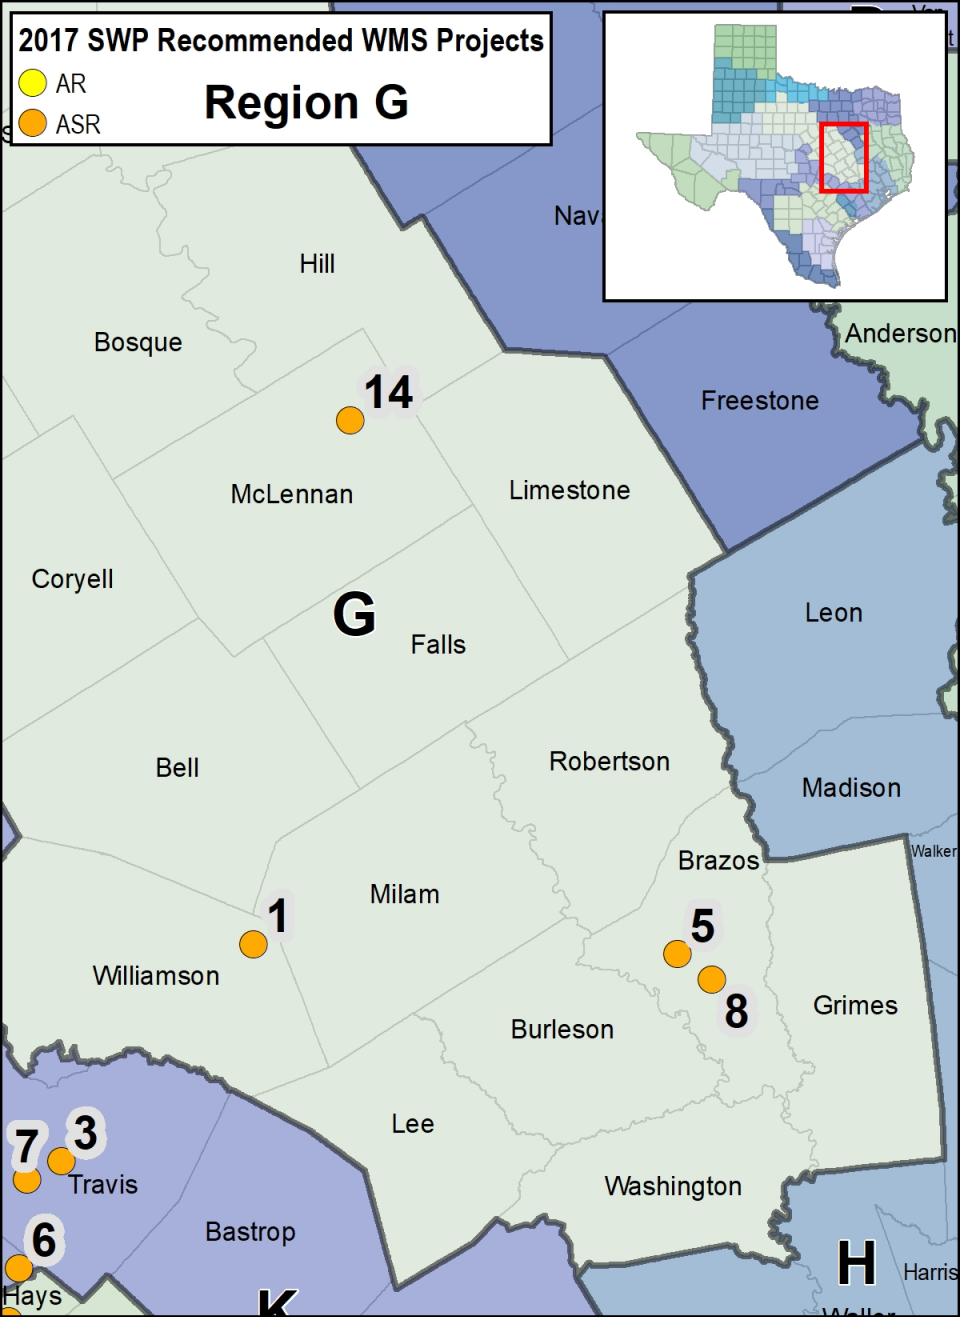 2017 SWP Recommended WMS Projects
AR
ASR
Region G
Hill
Bosque
Anderson
Freestone
14
McLennan
Limestone
Coryell
G
Falls
Leon
Bell
Robertson
Madison
Walker
Brazos
Milam
1
5
Williamson
8
Grimes
Burleson
Lee
7
3
Travis
Washington
Bastrop
6
H
Harris
Hays
K
Waller